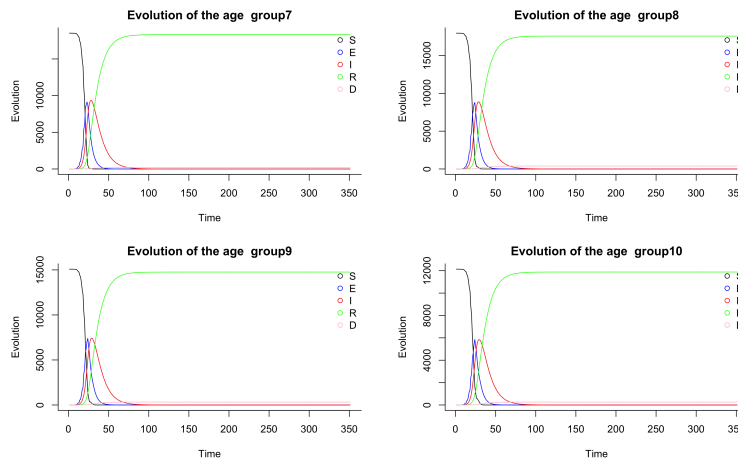 Evolution of the age group7
Evolution
0 5000 10000
0 50 100 150 200 250 300 350
Time
S
E
I
R
D
Evolution of the age group8
Evolution
0 5000 10000 15000
0 50 100 150 200 250 300 350
Time
Evolution of the age group9
Evolution
0 5000 10000 15000
0 50 100 150 200 250 300 350
Time
S
E
I
R
D
Evolution of the age group10
Evolution
0 4000 8000 12000
0 50 100 150 200 250 300 350
Time